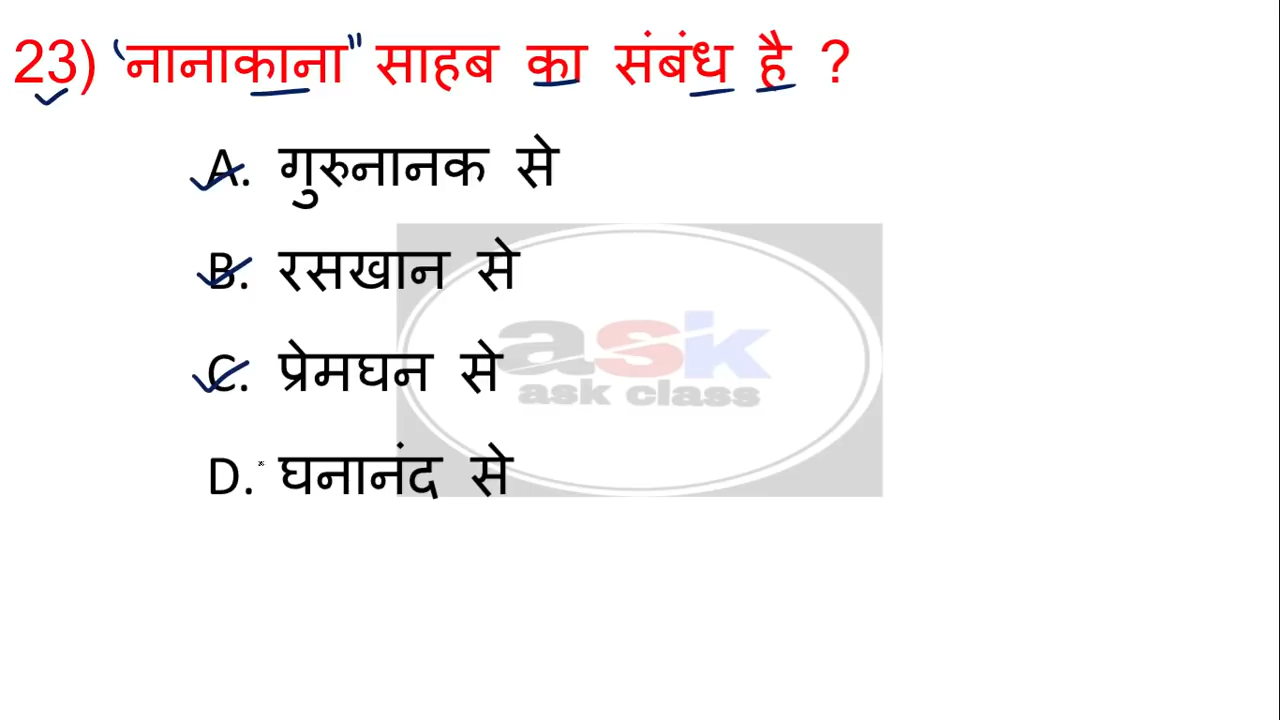 23) 'नानाकाना" साहब का संबंध है ?
A. गुरुनानक से
B. रसखान से
C. प्रेमघन से
D. घनानंद से
ask
ask class